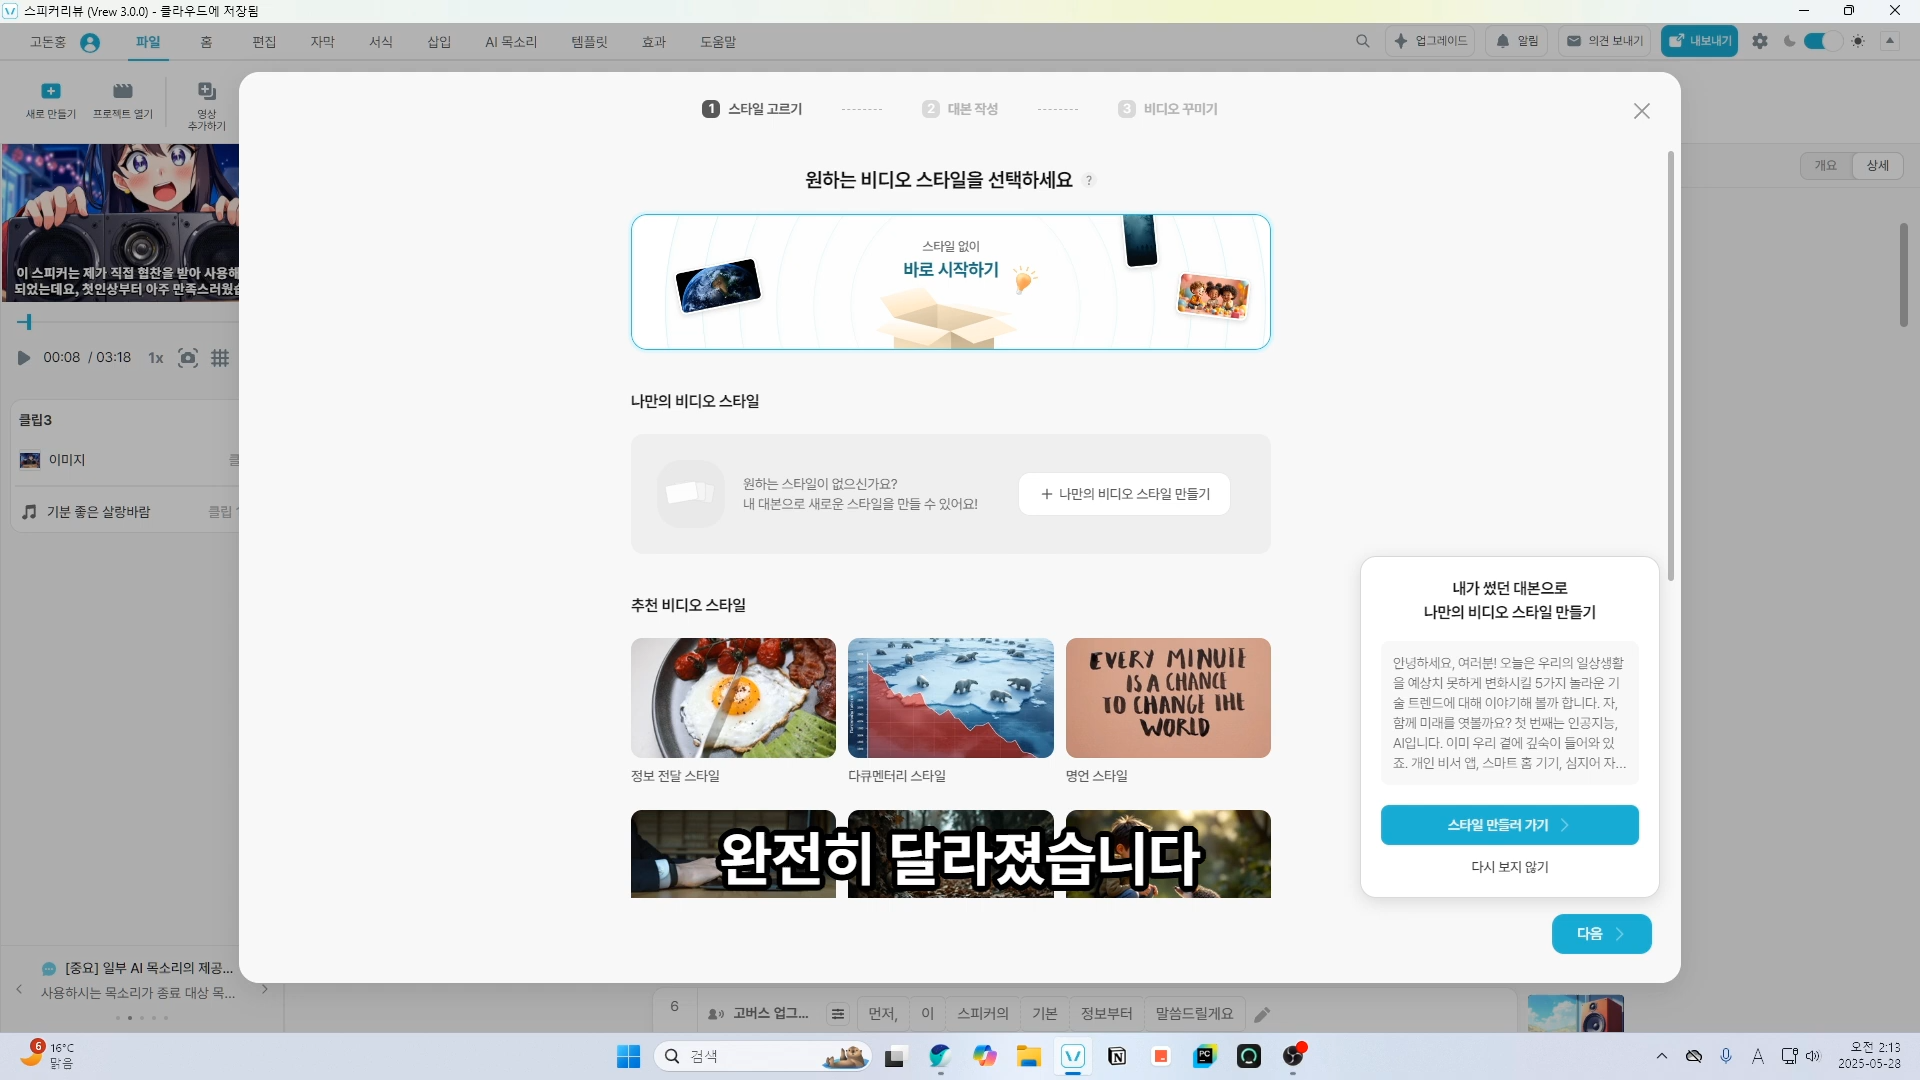 스피커리뷰 (Vrew 3.0.0) - 클라우드에 저장됨
고돈홍 파일 홈 편집 자막 서식 삽입 AI 목소리 템플릿 효과 도움말 업그레이드 알림 의견 보내기 내보내기
새로 만들기 프로젝트 열기 영상 추가하기
1 스타일 고르기 2 대본 작성 3 비디오 꾸미기
개요 상세
원하는 비디오 스타일을 선택하세요 ?
스타일 없이
바로 시작하기
이 스피커는 제가 직접 협찬을 받아 사용해
되었는데요, 첫인상부터 아주 만족스러웠습
00:08 / 03:18 1x
클립3
이미지
기분 좋은 살랑바람 클립
나만의 비디오 스타일
원하는 스타일이 없으신가요?
내 대본으로 새로운 스타일을 만들 수 있어요!
+ 나만의 비디오 스타일 만들기
추천 비디오 스타일
EVERY MINUTE
IS A CHANCE
TO CHANGE THE
WORLD
정보 전달 스타일 다큐멘터리 스타일 명언 스타일
완전히 달라졌습니다
내가 썼던 대본으로
나만의 비디오 스타일 만들기
안녕하세요, 여러분! 오늘은 우리의 일상생활
을 예상치 못하게 변화시킬 5가지 놀라운 기
술 트렌드에 대해 이야기해 볼까 합니다. 자,
함께 미래를 엿볼까요? 첫 번째는 인공지능,
AI입니다. 이미 우리 곁에 깊숙이 들어와 있
죠. 개인 비서 앱, 스마트 홈 기기, 심지어 자...
스타일 만들러 가기
다시 보지 않기
다음
[중요] 일부 AI 목소리의 제공...
사용하시는 목소리가 종료 대상 목...
6 고버스 업그... 먼저, 이 스피커의 기본 정보부터 말씀드릴게요
6 16°C
맑음
검색
PC
A
오전 2:13
2025-05-28